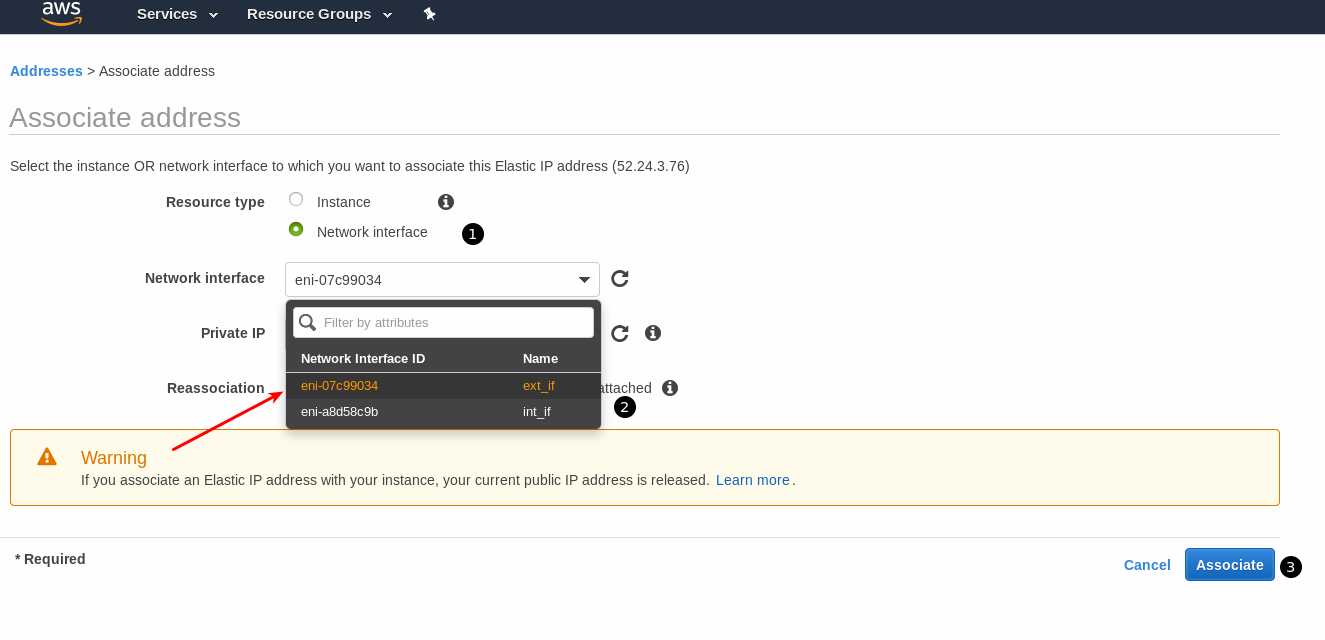 aws Services Resource Groups
Addresses > Associate address
Associate address
Select the instance OR network interface to which you want to associate this Elastic IP address (52.24.3.76)
Resource type Instance
Network interface 1
Network interface eni-07c99034
Filter by attributes
Private IP
Network Interface ID Name
eni-07c99034 ext_if
Reassociation attached
eni-a8d58c9b int_if 2
Warning
If you associate an Elastic IP address with your instance, your current public IP address is released. Learn more.
* Required
Cancel Associate 3